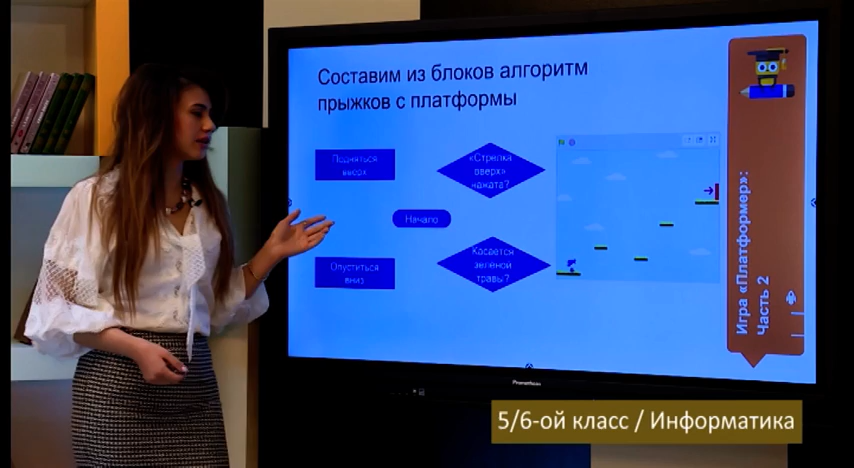 Составим из блоков алгоритм
прыжков с платформы
Подняться
вверх
«Стрелка
вверх»
нажата?
Начало
Опуститься
вниз
Касается
зеленой
травы?
Игра «Платформер»:
Часть 2
Promethean
5/6-ой класс / Информатика